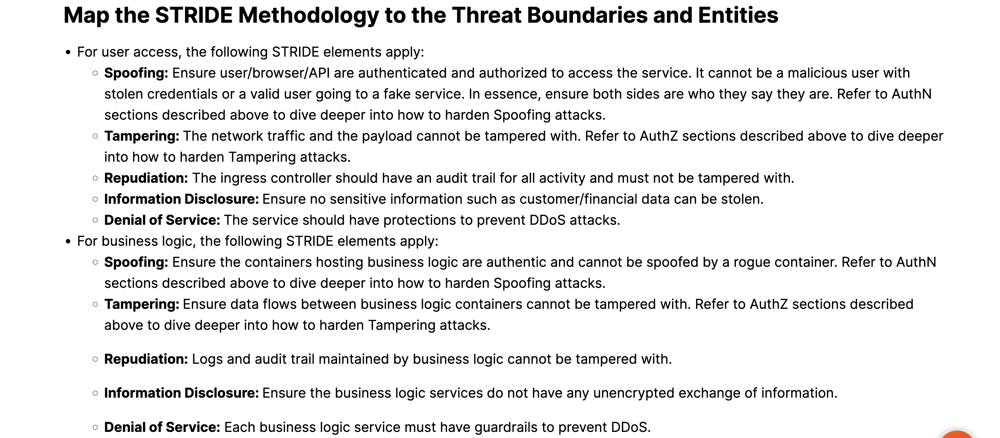 Map the STRIDE Methodology to the Threat Boundaries and Entities
• For user access, the following STRIDE elements apply:
○ Spoofing: Ensure user/browser/API are authenticated and authorized to access the service. It cannot be a malicious user with
stolen credentials or a valid user going to a fake service. In essence, ensure both sides are who they say they are. Refer to AuthN
sections described above to dive deeper into how to harden Spoofing attacks.
○ Tampering: The network traffic and the payload cannot be tampered with. Refer to AuthZ sections described above to dive deeper
into how to harden Tampering attacks.
○ Repudiation: The ingress controller should have an audit trail for all activity and must not be tampered with.
○ Information Disclosure: Ensure no sensitive information such as customer/financial data can be stolen.
○ Denial of Service: The service should have protections to prevent DDoS attacks.
• For business logic, the following STRIDE elements apply:
○ Spoofing: Ensure the containers hosting business logic are authentic and cannot be spoofed by a rogue container. Refer to AuthN
sections described above to dive deeper into how to harden Spoofing attacks.
○ Tampering: Ensure data flows between business logic containers cannot be tampered with. Refer to AuthZ sections described
above to dive deeper into how to harden Tampering attacks.
○ Repudiation: Logs and audit trail maintained by business logic cannot be tampered with.
○ Information Disclosure: Ensure the business logic services do not have any unencrypted exchange of information.
○ Denial of Service: Each business logic service must have guardrails to prevent DDoS.